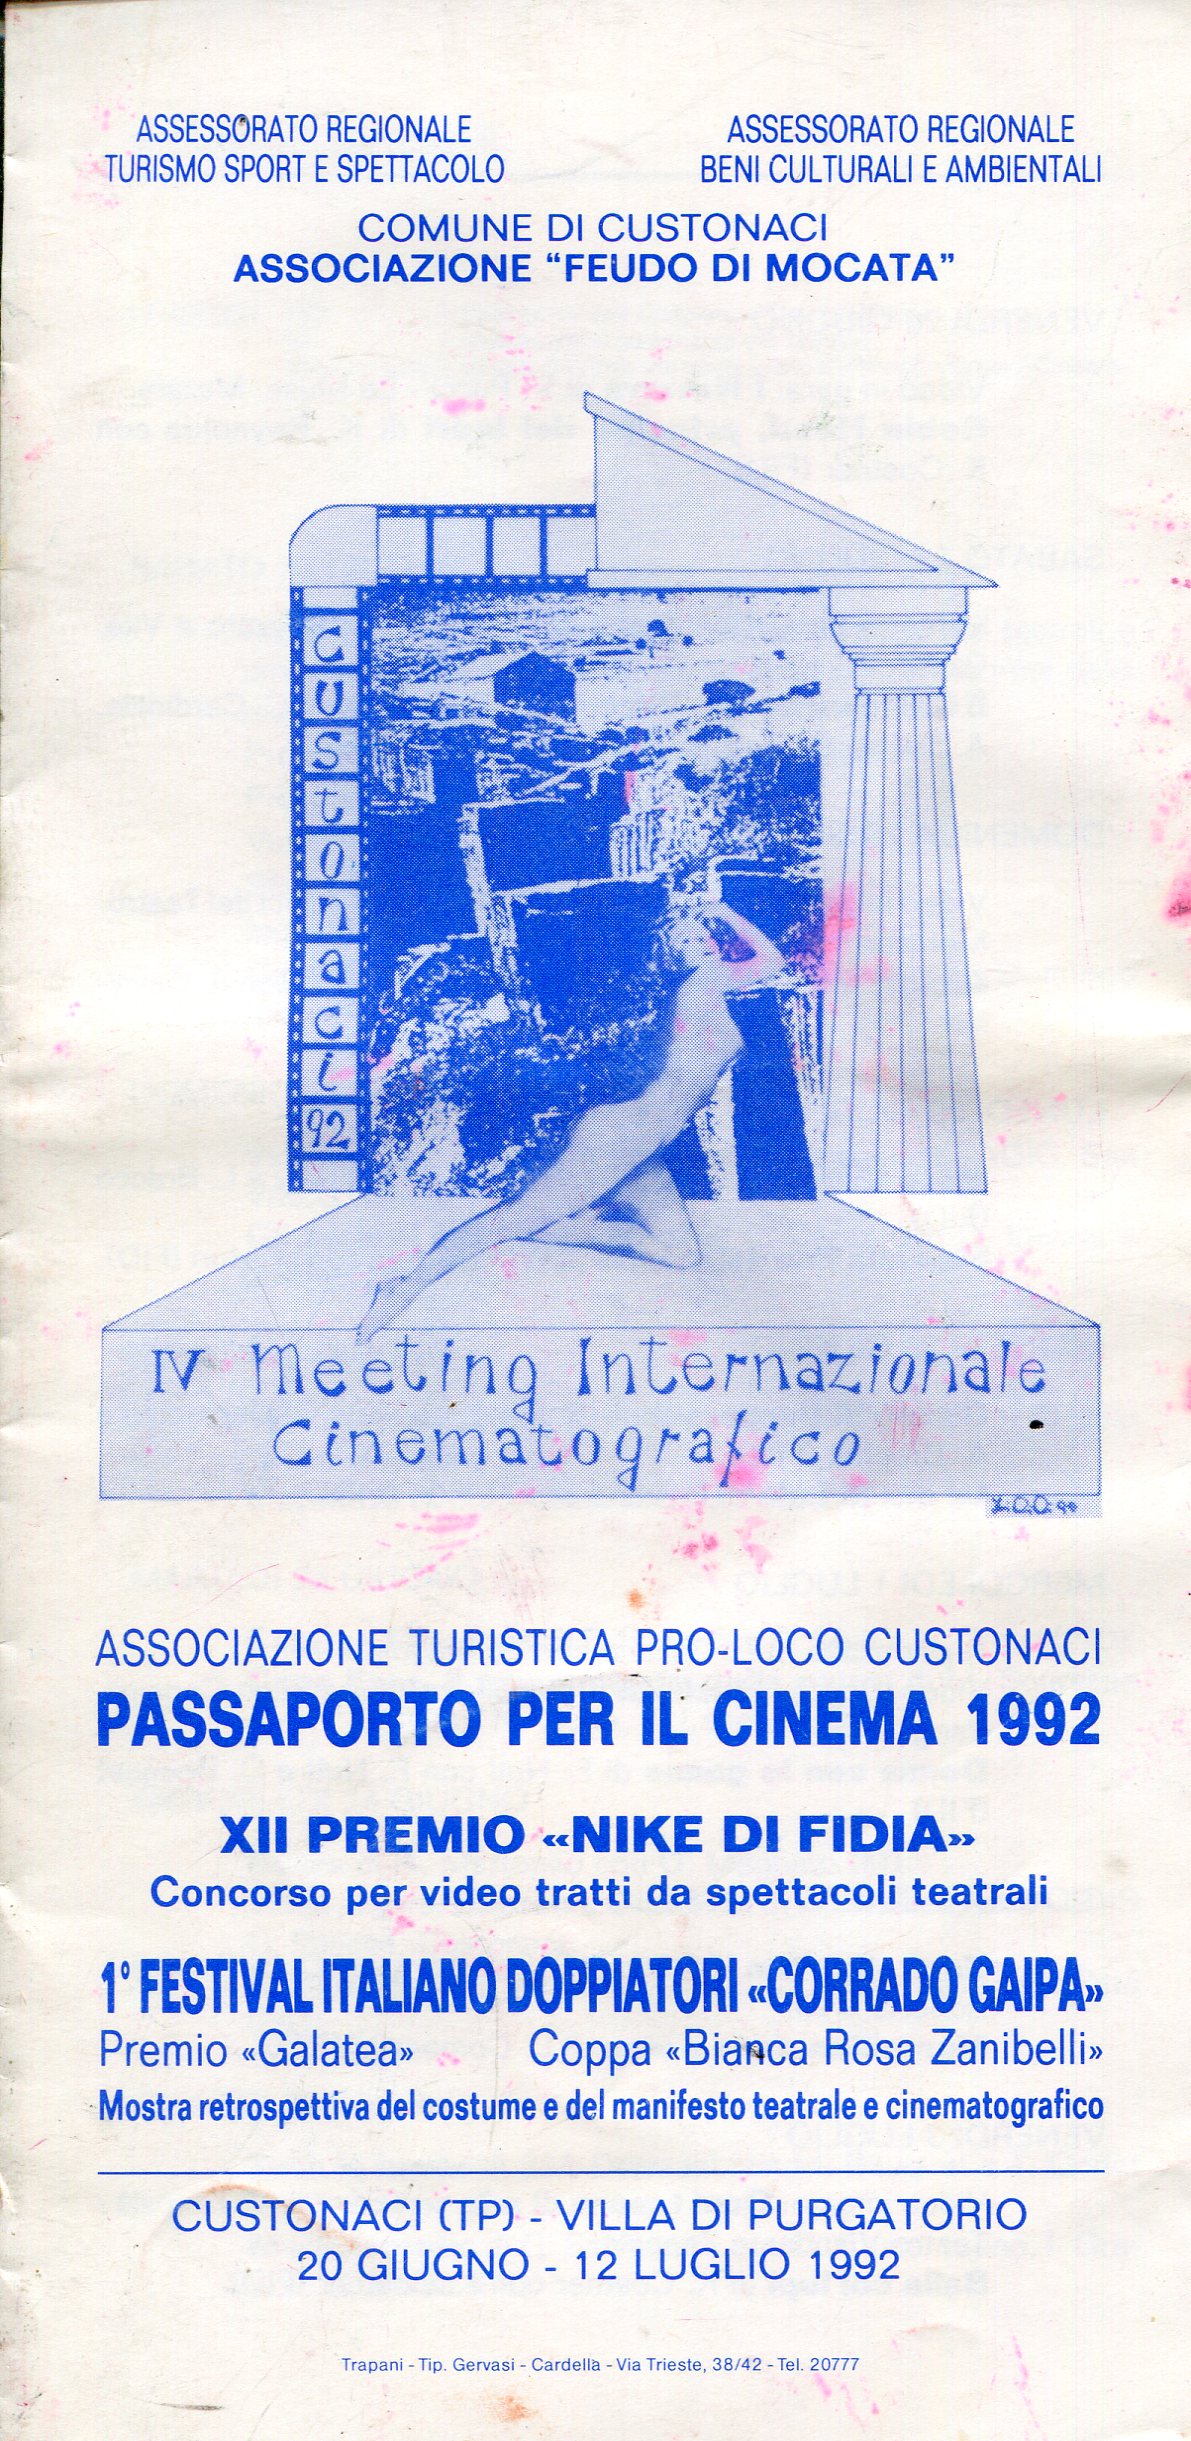 ASSESSORATO REGIONALE
TURISMO SPORT E SPETTACOLO
ASSESSORATO REGIONALE
BENI CULTURALI E AMBIENTALI
COMUNE DI CUSTONACI
ASSOCIAZIONE “FEUDO DI MOCATA”
Custonaci 92
IV Meeting Internazionale
Cinematografico
ASSOCIAZIONE TURISTICA PRO-LOCO CUSTONACI
PASSAPORTO PER IL CINEMA 1992
XII PREMIO «NIKE DI FIDIA»
Concorso per video tratti da spettacoli teatrali
1° FESTIVAL ITALIANO DOPPIATORI «CORRADO GAIPA»
Premio «Galatea» Coppa «Bianca Rosa Zanibelli»
Mostra retrospettiva del costume e del manifesto teatrale e cinematografico
CUSTONACI (TP) - VILLA DI PURGATORIO
20 GIUGNO - 12 LUGLIO 1992
Trapani - Tip. Gervasi - Cardella - Via Trieste, 38/42 - Tel. 20777